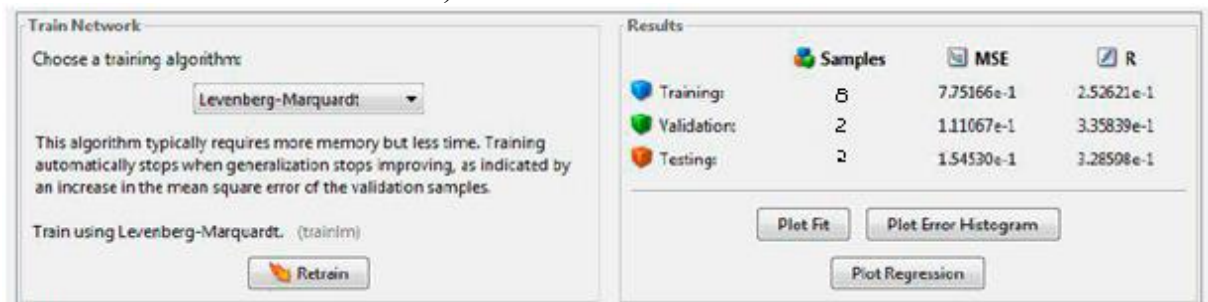 Train Network
Choose a training algorithm:
Levenberg-Marquardt
This algorithm typically requires more memory but less time. Training
automatically stops when generalization stops improving, as indicated by
an increase in the mean square error of the validation samples.
Train using Levenberg-Marquardt. (trainlm)
Retrain
Results
Samples MSE R
Training: 8 7.75166e-1 2.52621e-1
Validation: 2 1.11067e-1 3.35839e-1
Testing: 2 1.54530e-1 3.28598e-1
Plot Fit Plot Error Histogram
Plot Regression